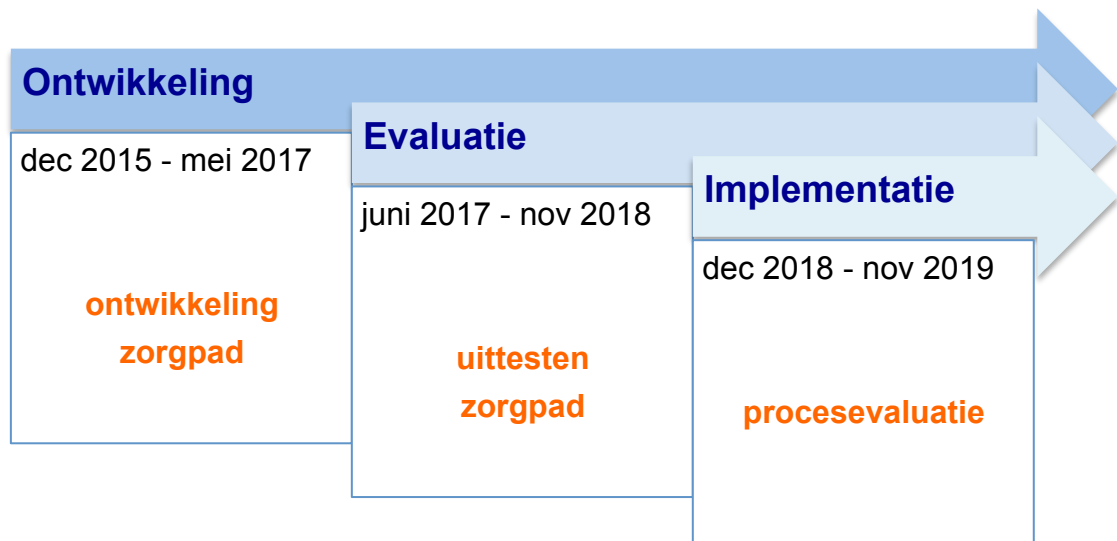 Ontwikkeling
dec 2015 - mei 2017
ontwikkeling
zorgpad
Evaluatie
juni 2017 - nov 2018
uittesten
zorgpad
Implementatie
dec 2018 - nov 2019
procesevaluatie